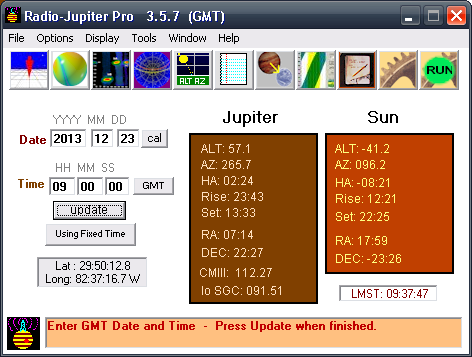 Radio-Jupiter Pro 3.5.7 (GMT)
File Options Display Tools Window Help
ALT AZ
RUN
YYYY MM DD
Date 2013 12 23 cal
HH MM SS
Time 09 00 00 GMT
update
Using Fixed Time
Lat : 29:50:12.8
Long: 82:37:16.7 W
Jupiter
ALT: 57.1
AZ: 265.7
HA: 02:24
Rise: 23:43
Set: 13:33
RA: 07:14
DEC: 22:27
CMIII: 112.27
Io SGC: 091.51
Sun
ALT: -41.2
AZ: 096.2
HA: -08:21
Rise: 12:21
Set: 22:25
RA: 17:59
DEC: -23:26
LMST: 09:37:47
Enter GMT Date and Time - Press Update when finished.